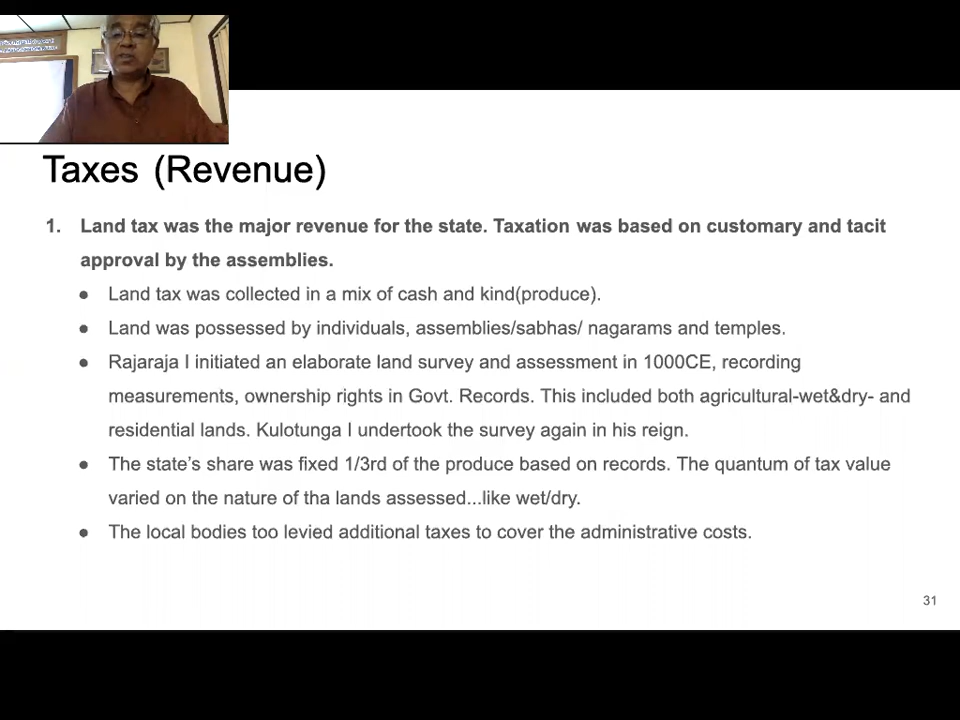 Taxes (Revenue)
1. Land tax was the major revenue for the state. Taxation was based on customary and tacit
approval by the assemblies.
● Land tax was collected in a mix of cash and kind(produce).
● Land was possessed by individuals, assemblies/sabhas/ nagarams and temples.
● Rajaraja I initiated an elaborate land survey and assessment in 1000CE, recording
measurements, ownership rights in Govt. Records. This included both agricultural-wet&dry- and
residential lands. Kulotunga I undertook the survey again in his reign.
● The state's share was fixed 1/3rd of the produce based on records. The quantum of tax value
varied on the nature of tha lands assessed...like wet/dry.
● The local bodies too levied additional taxes to cover the administrative costs.
31